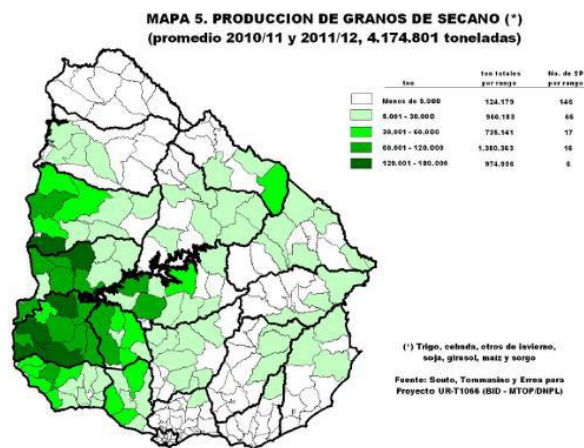 MAPA 5. PRODUCCION DE GRANOS DE SECANO (*)
(promedio 2010/11 y 2011/12, 4.174.801 toneladas)
ton ton totales por rango No. de SP por rango
Menos de 5.000 124.179 146
5.001 - 30.000 960.183 66
30.001 - 60.000 735.141 17
60.001 - 120.000 1.380.363 16
120.001 - 180.000 974.936 6
(*) Trigo, cebada, otros de invierno,
soja, girasol, maíz y sorgo
Fuente: Souto, Tommasino y Errea para
Proyecto UR-T1066 (BID - MTOP/DNPL)